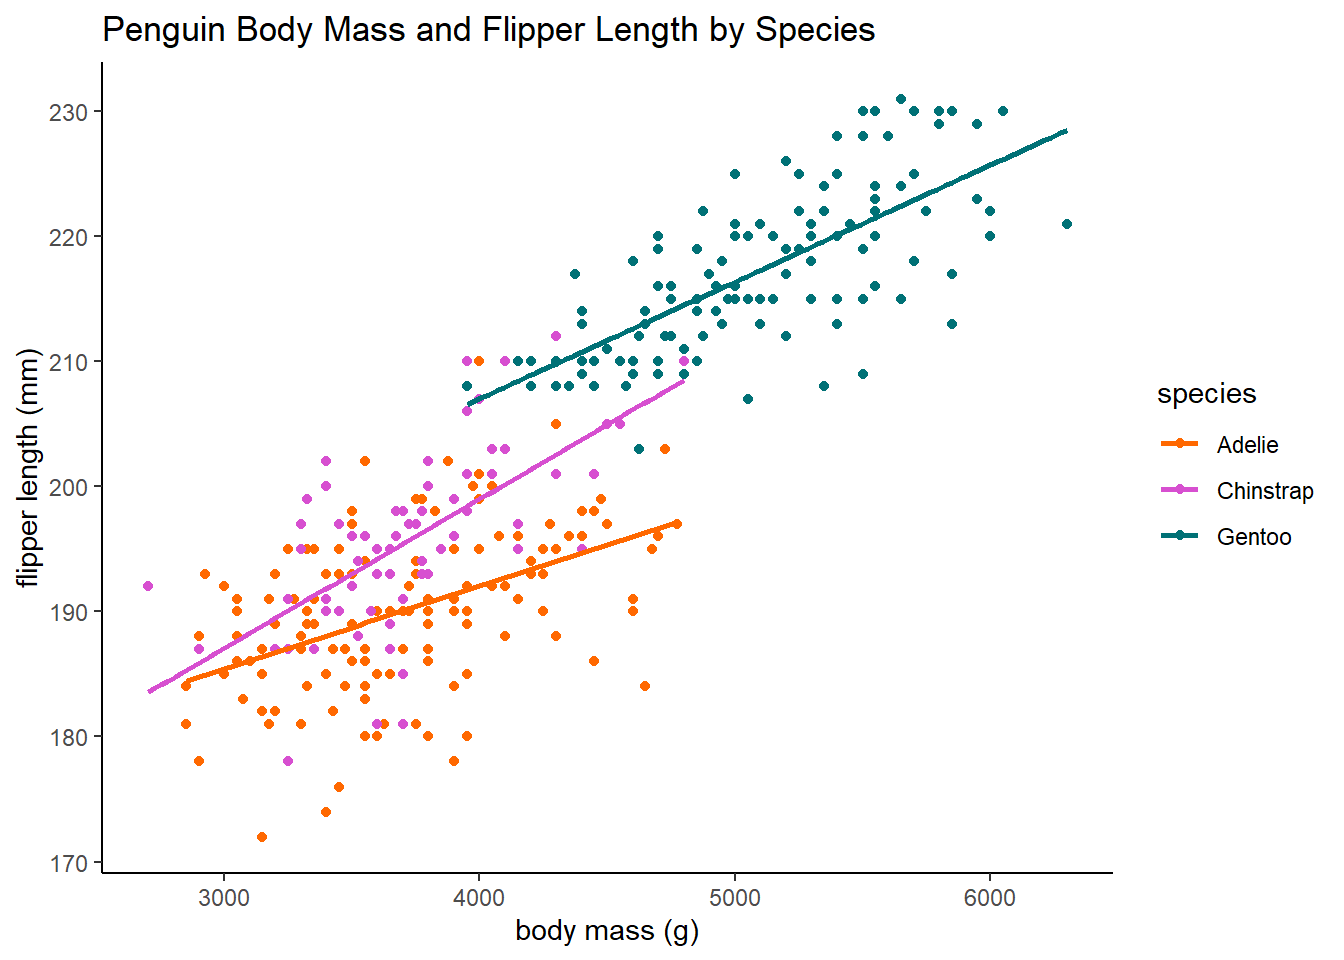 Penguin Body Mass and Flipper Length by Species
230
220
210
200
190
180
170
flipper length (mm)
3000 4000 5000 6000
body mass (g)
species
Adelie
Chinstrap
Gentoo